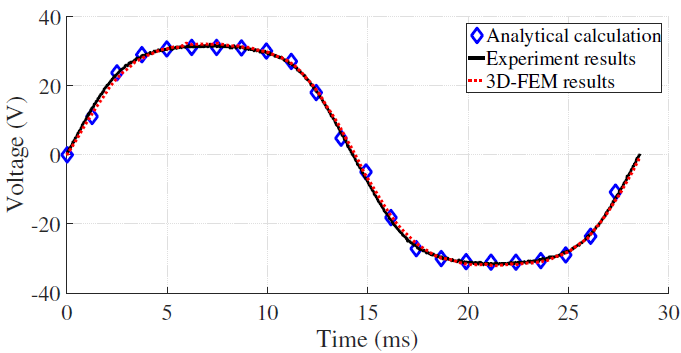 40
20
0
-20
-40
Voltage (V)
Analytical calculation
Experiment results
3D-FEM results
0 5 10 15 20 25 30
Time (ms)